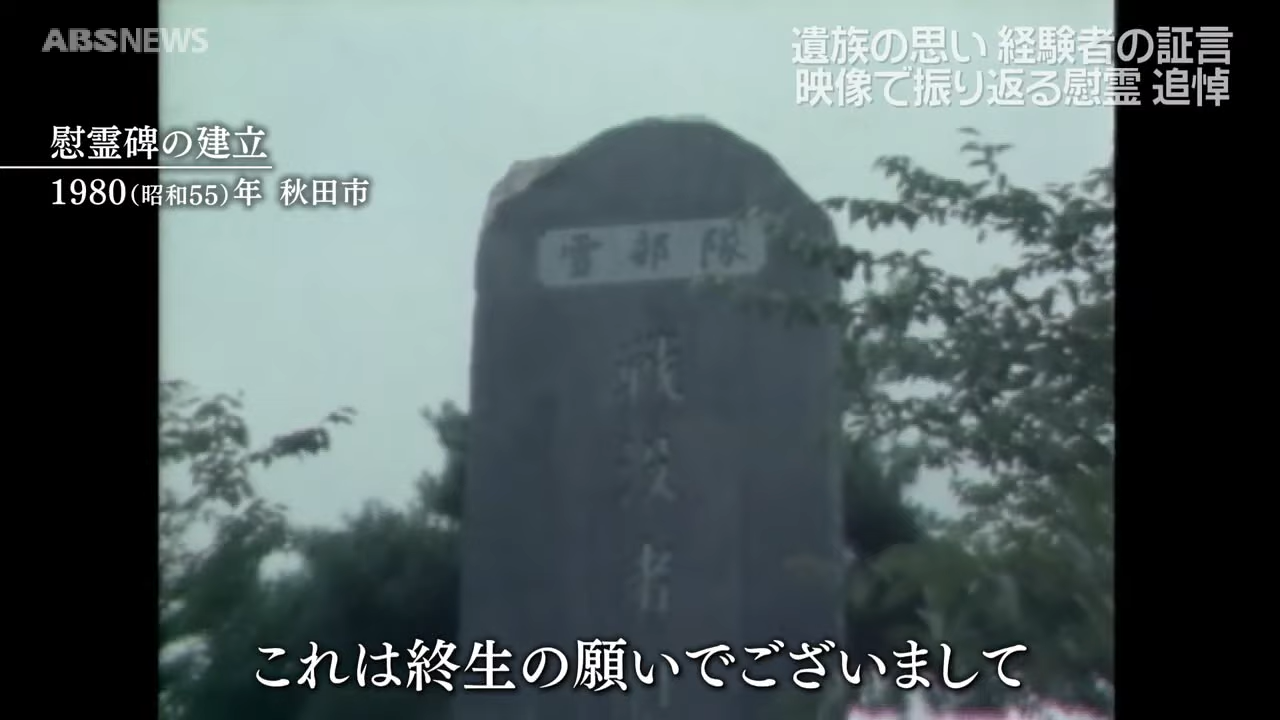 ABS NEWS
遺族の思い 経験者の証言
映像で振り返る慰霊 追悼
慰霊碑の建立
1980(昭和55)年 秋田市
雪部隊
戦没者
これは終生の願いでございまして